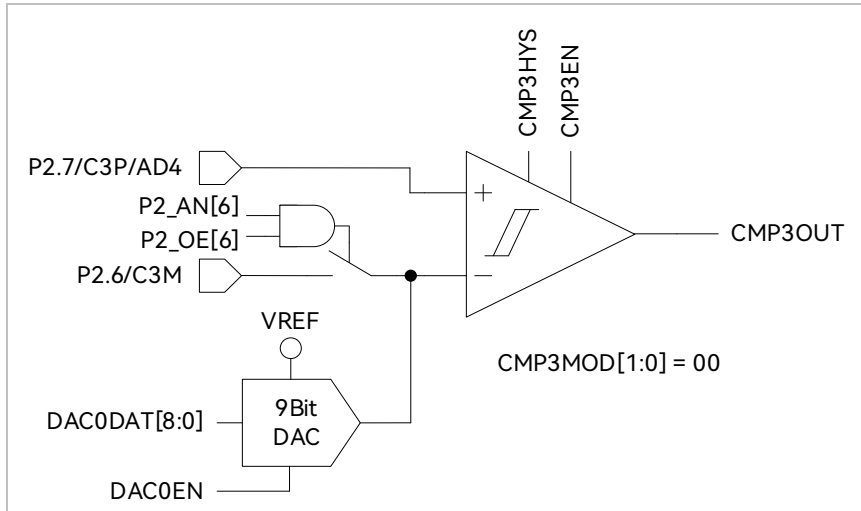 CMP3HYS
CMP3EN
P2.7/C3P/AD4
P2_AN[6]
P2_OE[6]
P2.6/C3M
+
−
CMP3OUT
VREF
CMP3MOD[1:0] = 00
DAC0DAT[8:0]
9Bit
DAC
DAC0EN